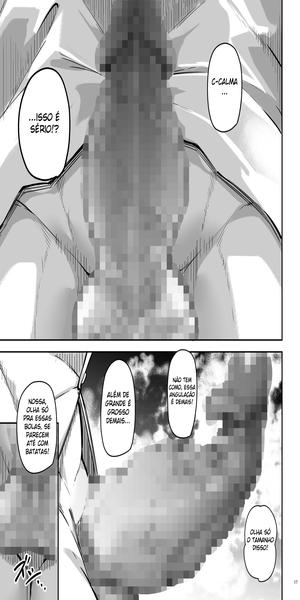 C-CALMA
...
...ISSO É
SÉRIO!?
NÃO TEM
COMO, ESSA
ANGULAÇÃO
É DEMAIS!
ALÉM DE
GRANDE É
GROSSO
DEMAIS...
NOSSA,
OLHA SÓ
PRA ESSAS
BOLAS, SE
PARECEM
ATÉ COM
BATATAS!
OLHA SÓ
O TAMANHO
DISSO!